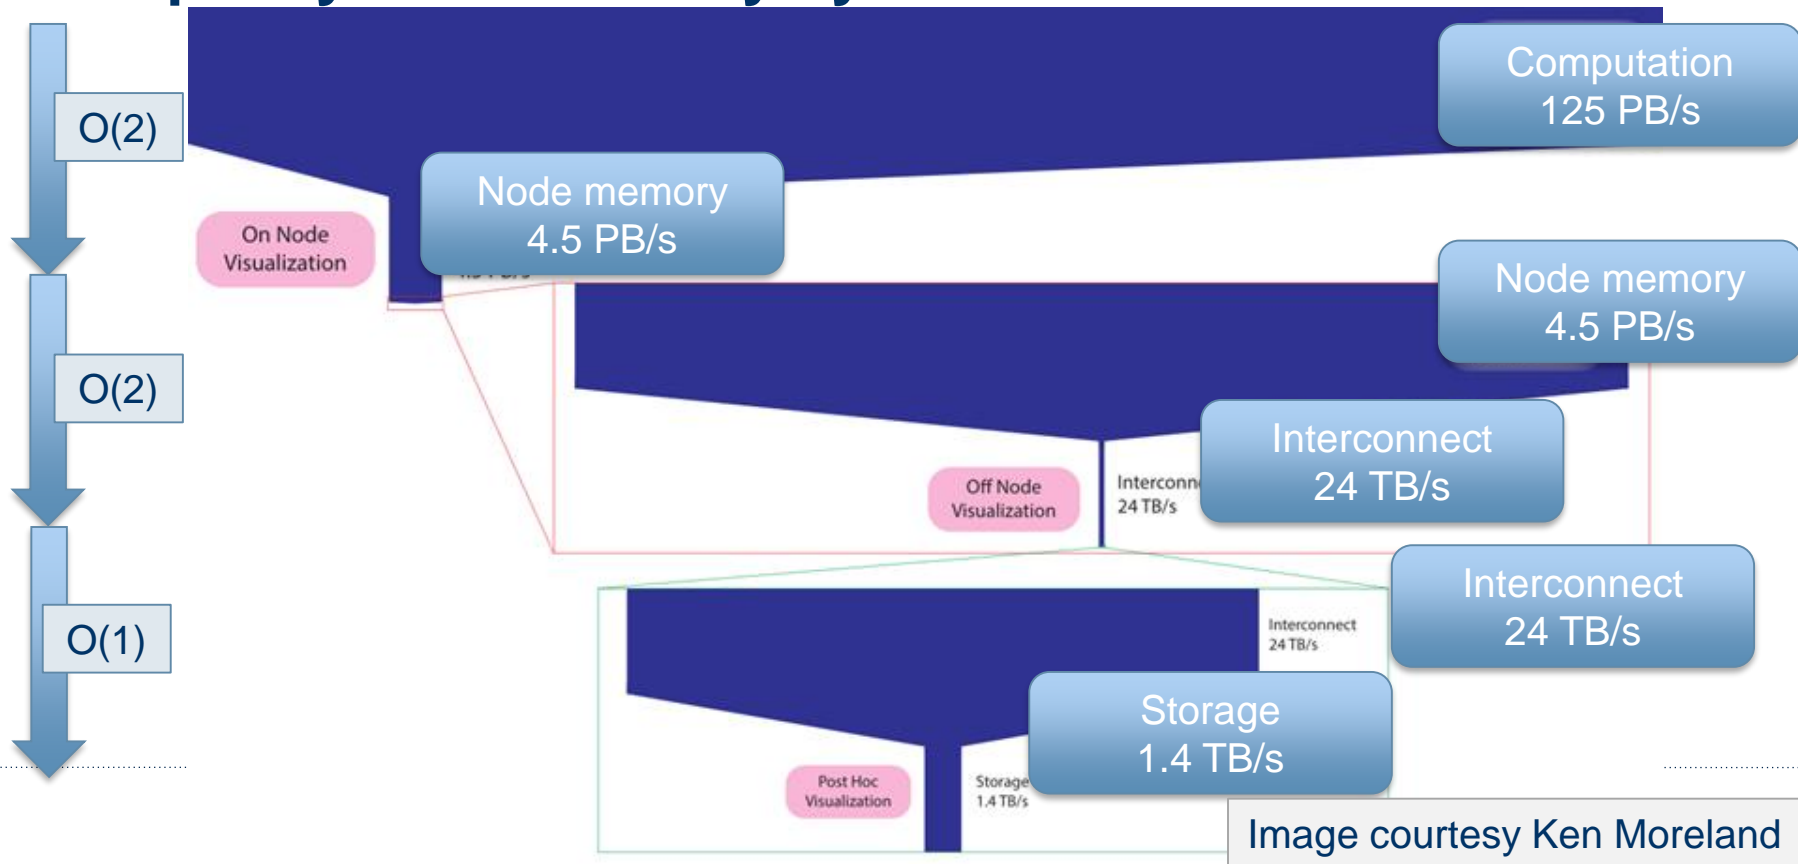 O(2)
Computation
125 PB/s
Node memory
4.5 PB/s
On Node
Visualization
Node memory
4.5 PB/s
O(2)
Interconnect
24 TB/s
Off Node
Visualization
24 TB/s
Interconnect
24 TB/s
O(1)
Interconnect
24 TB/s
Storage
1.4 TB/s
Post Hoc
Visualization
Storage
1.4 TB/s
Image courtesy Ken Moreland